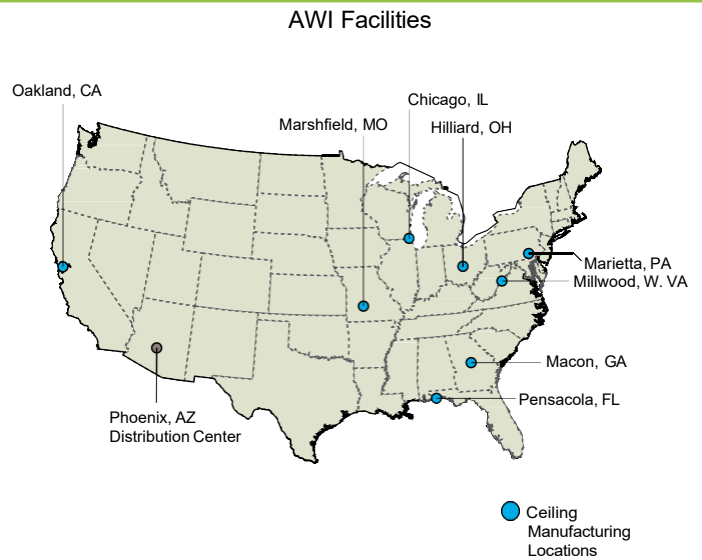 AWI Facilities
Oakland, CA
Chicago, IL
Marshfield, MO
Hilliard, OH
Marietta, PA
Millwood, W. VA
Macon, GA
Pensacola, FL
Phoenix, AZ
Distribution Center
Ceiling
Manufacturing
Locations